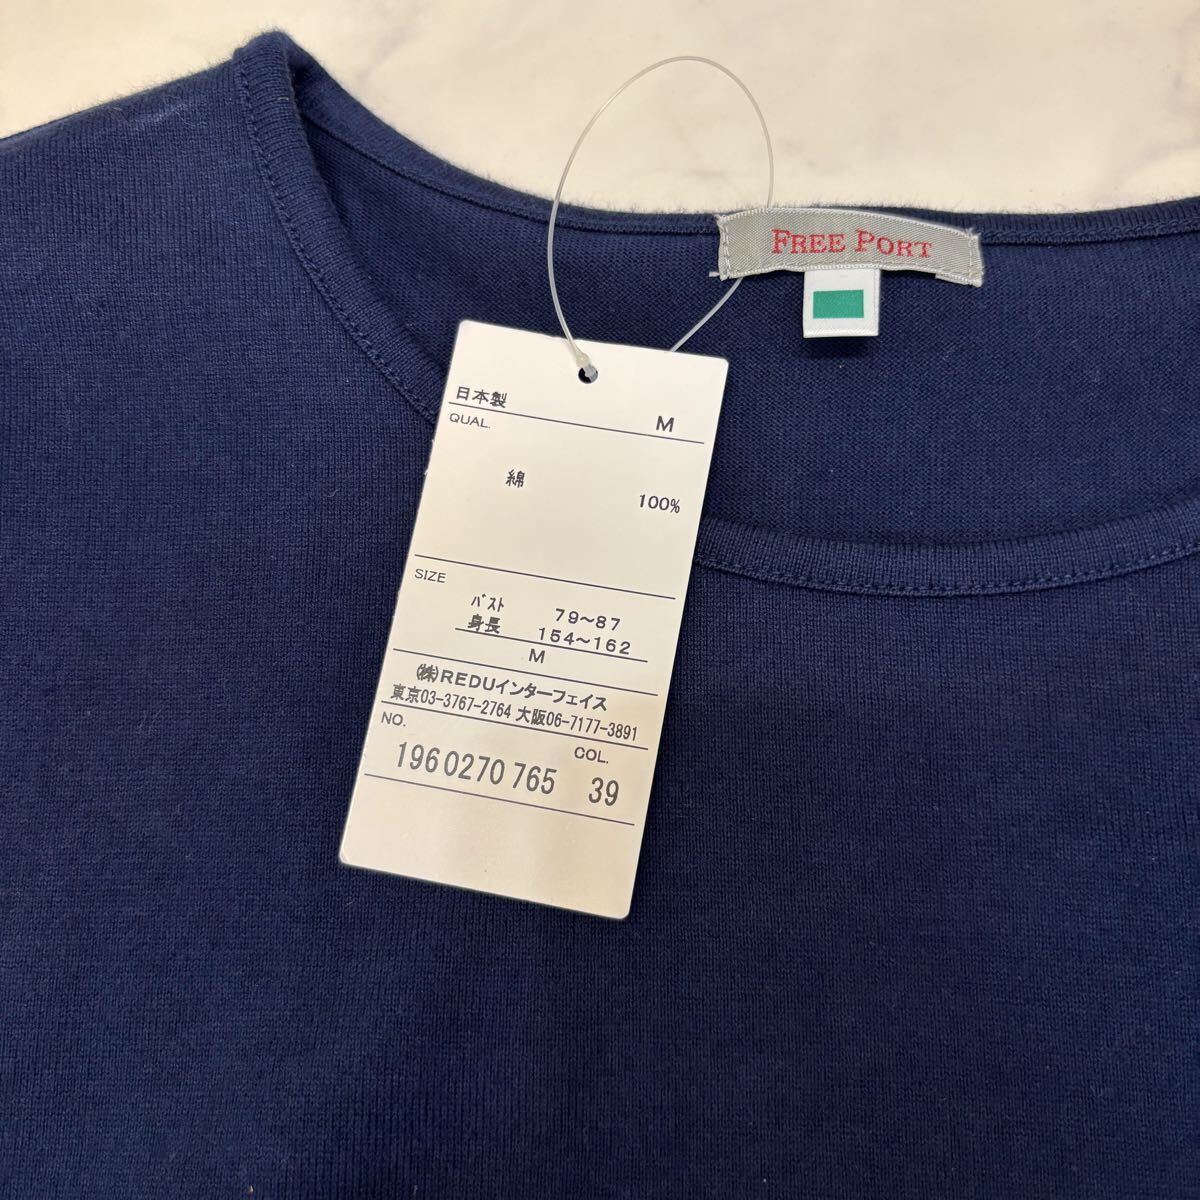 FREE PORT
日本製 M
QUAL.
綿 100%
SIZE
バスト 79~87
身長 154~162
M
(株)REDUインターフェイス
東京03-3767-2764 大阪06-7177-3891
NO. COL.
1960270765 39